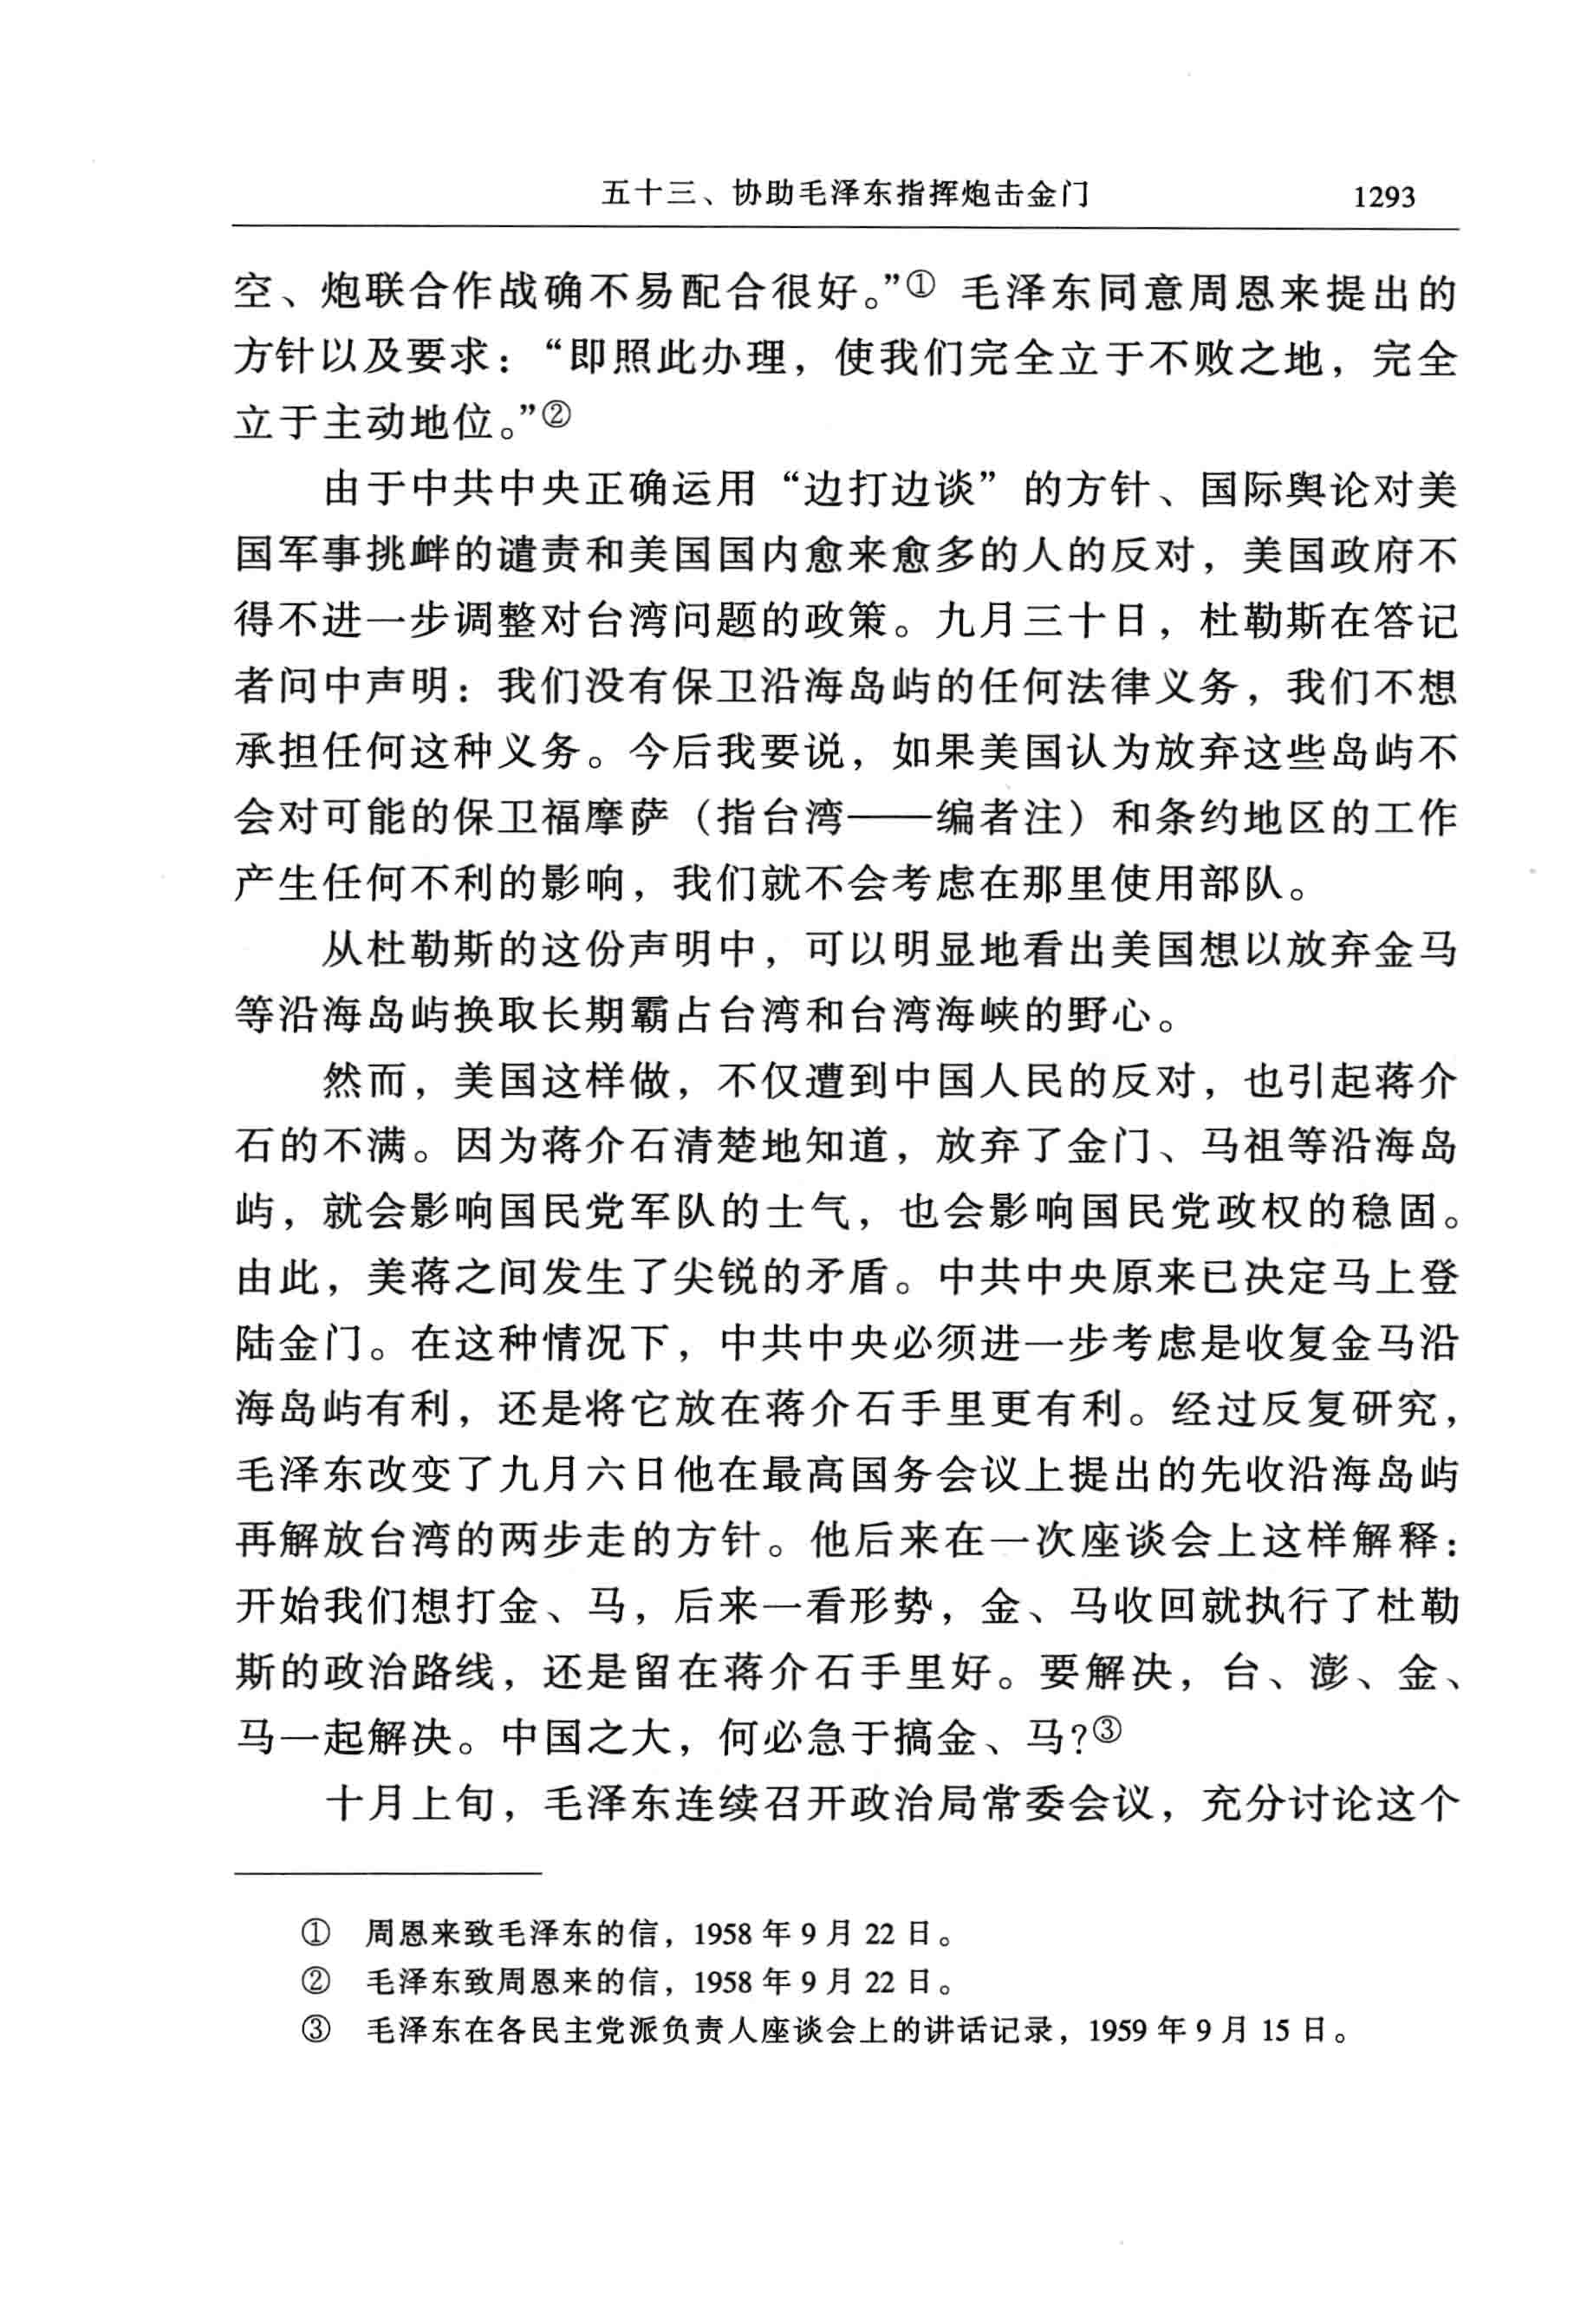 五十三、协助毛泽东指挥炮击金门 1293
空、炮联合作战确不易配合很好。”① 毛泽东同意周恩来提出的
方针以及要求：“即照此办理，使我们完全立于不败之地，完全
立于主动地位。”②
由于中共中央正确运用“边打边谈”的方针、国际舆论对美
国军事挑衅的谴责和美国国内愈来愈多的人的反对，美国政府不
得不进一步调整对台湾问题的政策。九月三十日，杜勒斯在答记
者问中声明：我们没有保卫沿海岛屿的任何法律义务，我们不想
承担任何这种义务。今后我要说，如果美国认为放弃这些岛屿不
会对可能的保卫福摩萨（指台湾——编者注）和条约地区的工作
产生任何不利的影响，我们就不会考虑在那里使用部队。
从杜勒斯的这份声明中，可以明显地看出美国想以放弃金马
等沿海岛屿换取长期霸占台湾和台湾海峡的野心。
然而，美国这样做，不仅遭到中国人民的反对，也引起蒋介
石的不满。因为蒋介石清楚地知道，放弃了金门、马祖等沿海岛
屿，就会影响国民党军队的士气，也会影响国民党政权的稳固。
由此，美蒋之间发生了尖锐的矛盾。中共中央原来已决定马上登
陆金门。在这种情况下，中共中央必须进一步考虑是收复金马沿
海岛屿有利，还是将它放在蒋介石手里更有利。经过反复研究，
毛泽东改变了九月六日他在最高国务会议上提出的先收沿海岛屿
再解放台湾的两步走的方针。他后来在一次座谈会上这样解释：
开始我们想打金、马，后来一看形势，金、马收回就执行了杜勒
斯的政治路线，还是留在蒋介石手里好。要解决，台、澎、金、
马一起解决。中国之大，何必急于搞金、马?③
十月上旬，毛泽东连续召开政治局常委会议，充分讨论这个
① 周恩来致毛泽东的信，1958 年 9 月 22 日。
② 毛泽东致周恩来的信，1958 年 9 月 22 日。
③ 毛泽东在各民主党派负责人座谈会上的讲话记录，1959 年 9 月 15 日。